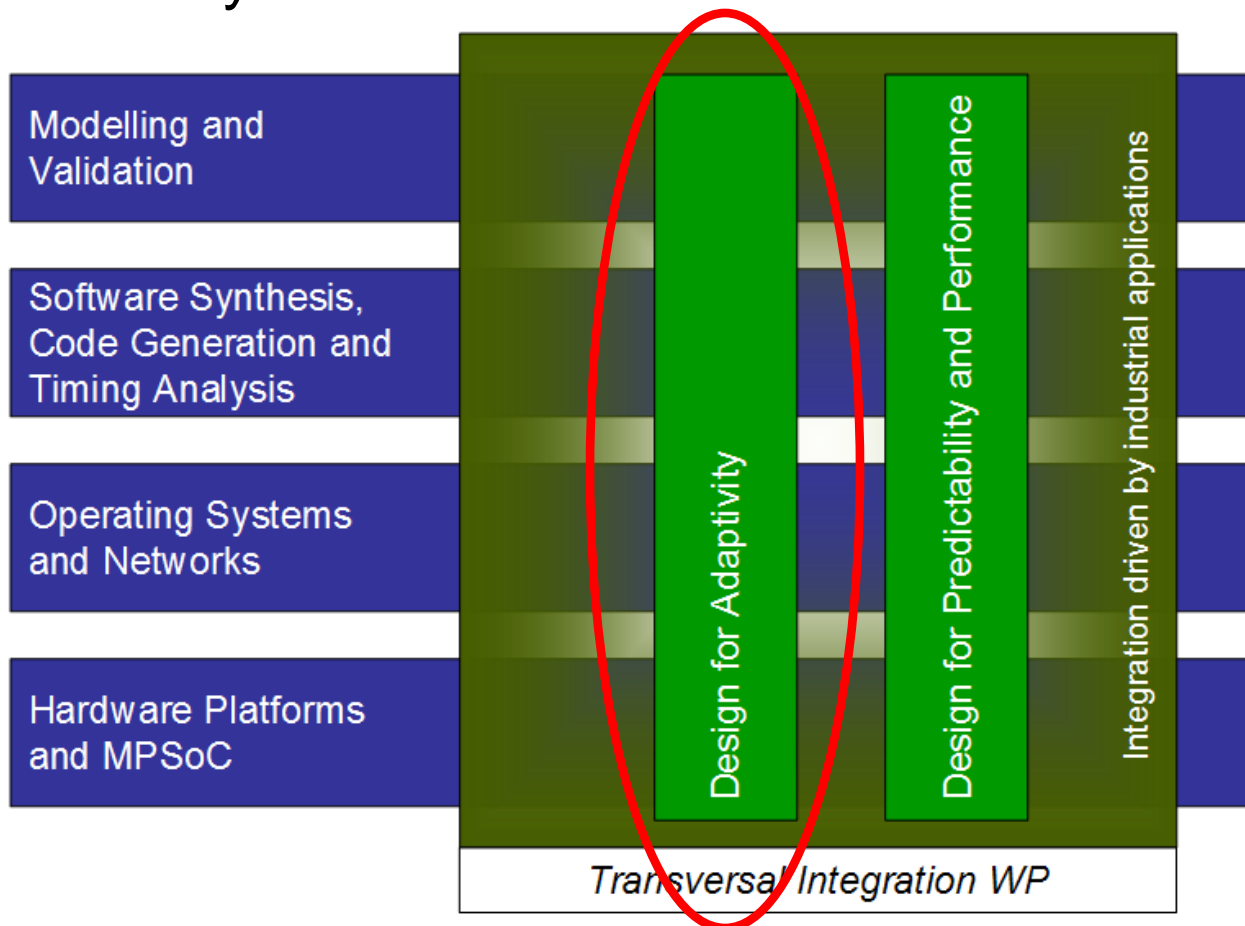 Modelling and
Validation
Software Synthesis,
Code Generation and
Timing Analysis
Operating Systems
and Networks
Hardware Platforms
and MPSoC
Design for Adaptivity
Design for Predictability and Performance
Integration driven by industrial applications
Transversal Integration WP